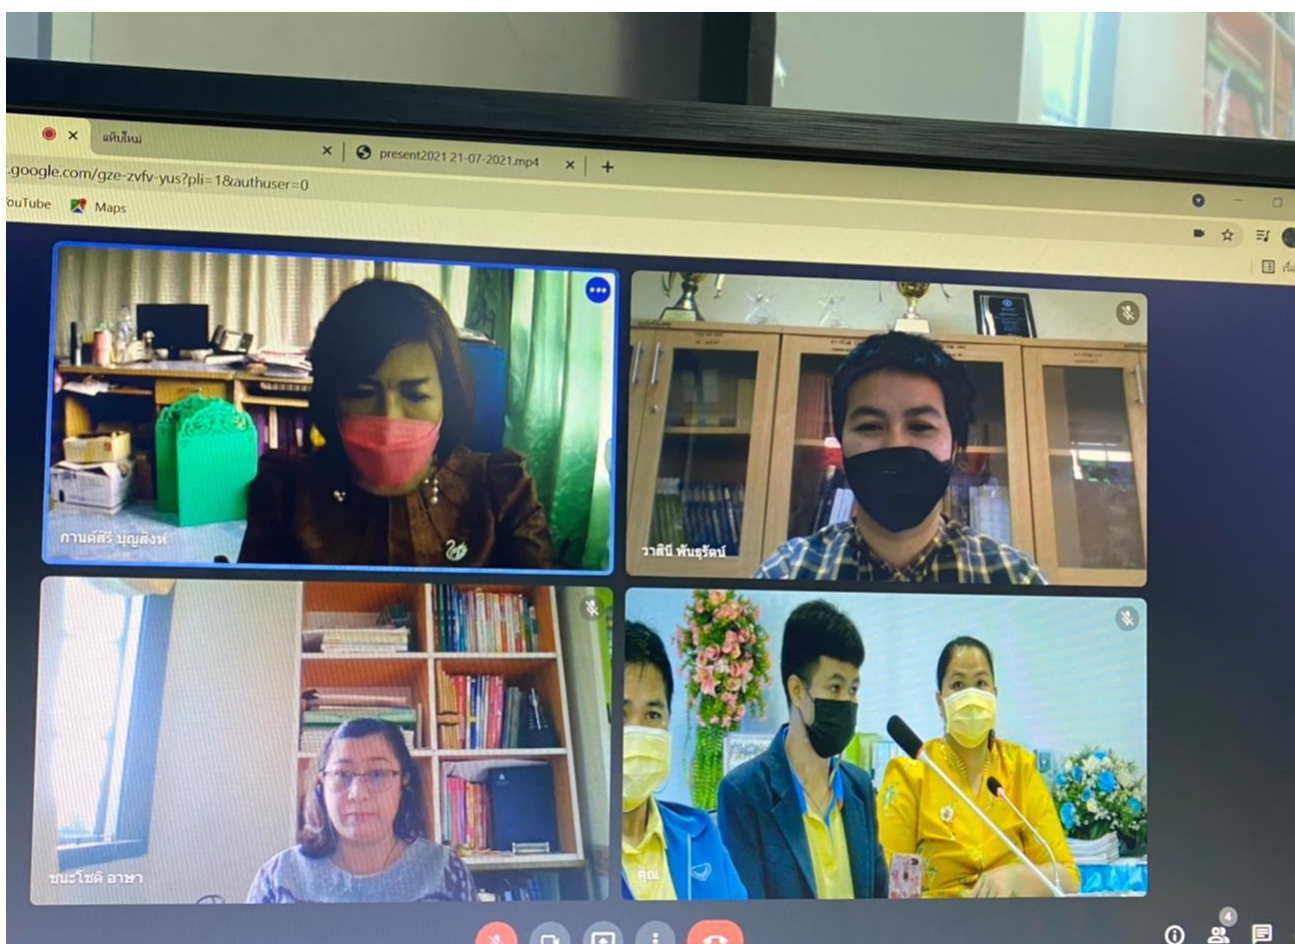 แท็บใหม่
present2021 21-07-2021.mp4
.google.com/gze-zvfv-yus?pli=1&authuser=0
YouTube
Maps
กานต์สิรี บุญสิงห์
วาสินี พันธุรัตน์
ชนะโชติ อาษา
คุณ
4